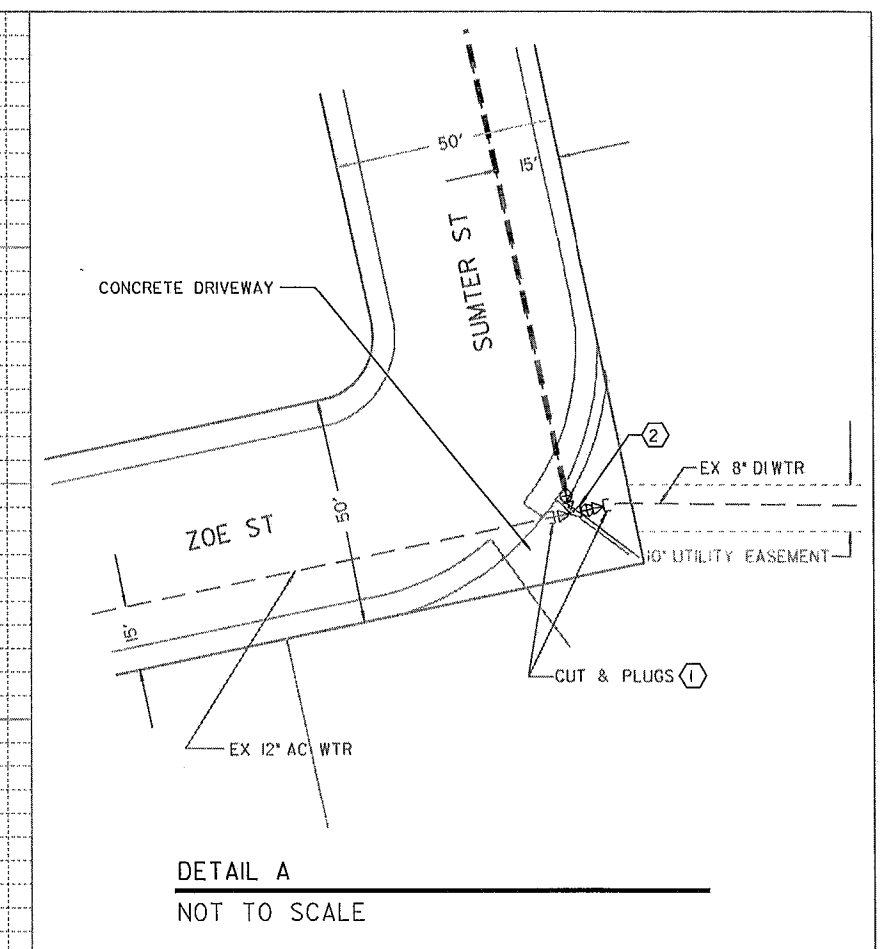 50'
15'
SUMTER ST
CONCRETE DRIVEWAY
2
EX 8" DI WTR
ZOE ST
50'
10' UTILITY EASEMENT
15'
CUT & PLUGS 1
EX 12" AC WTR
DETAIL A
NOT TO SCALE